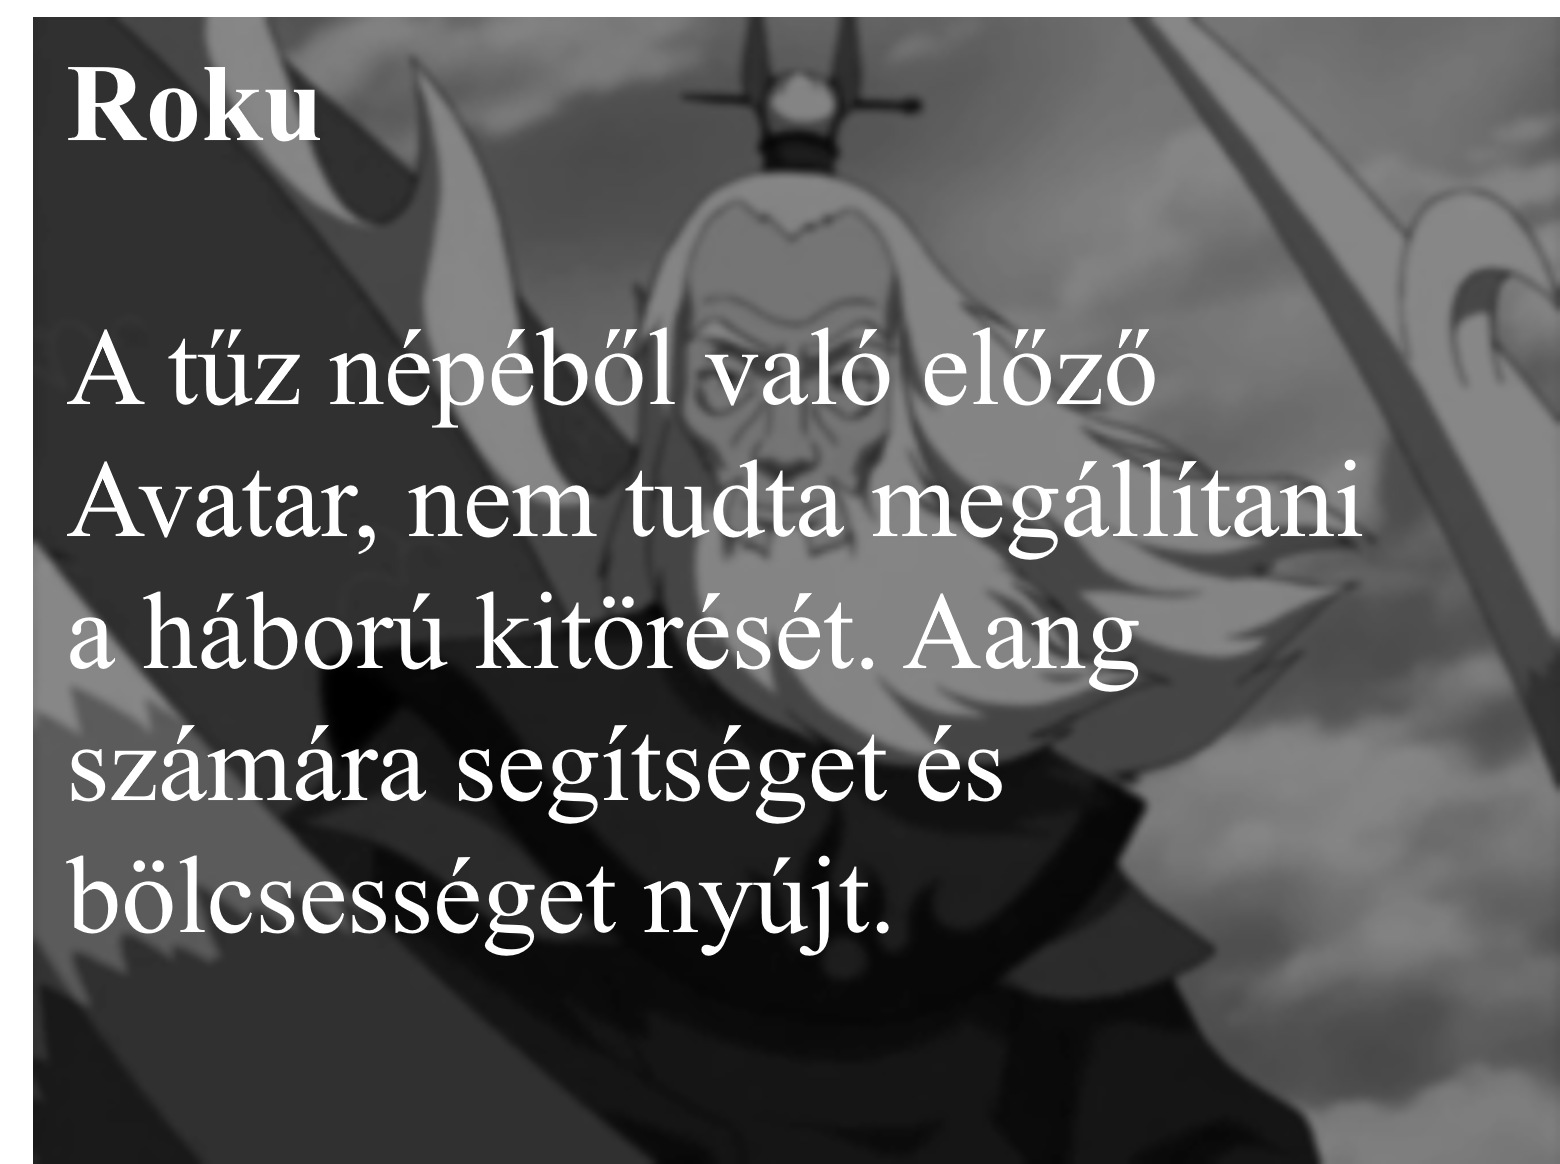 Roku
A tűz népéből való előző
Avatar, nem tudta megállítani
a háború kitörését. Aang
számára segítséget és
bölcsességet nyújt.